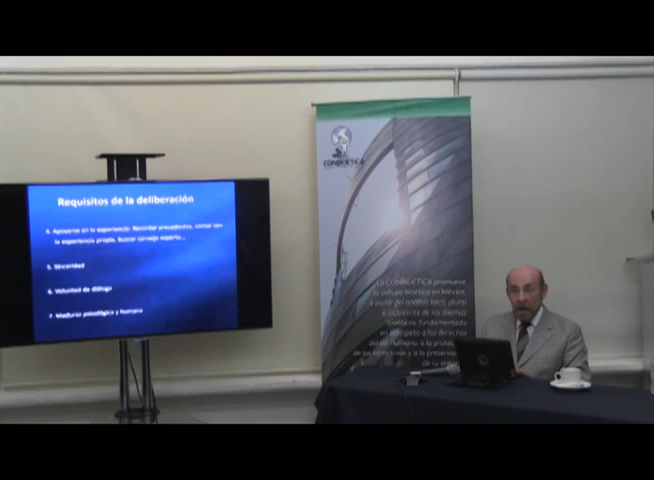 Requisitos de la deliberación
4. Apoyarse en la experiencia: Recordar precedentes, contar con
la experiencia propia, buscar consejo experto...
5. Sinceridad
6. Voluntad de diálogo
7. Madurez psicológica y humana
CONBIOÉTICA
La CONBIOÉTICA promueve
la cultura bioética en México,
a partir del análisis laico, plural
e incluyente de los dilemas
bioéticos, fundamentada
en el respeto a los derechos
del ser humano, a la protección
de los
y a la preservación